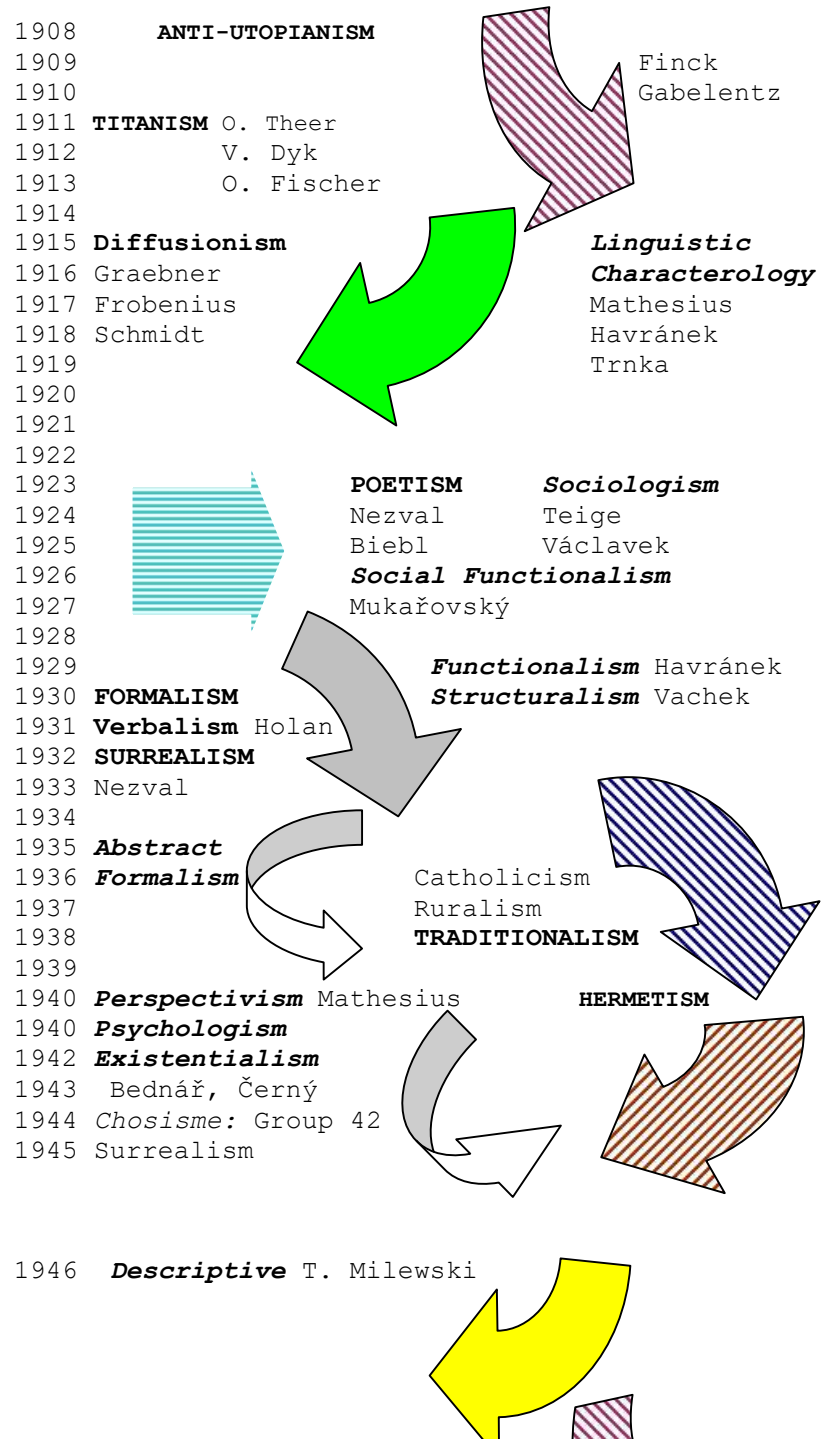 1908 ANTI-UTOPIANISM
1909 Finck
1910 Gabelentz
1911 TITANISM O. Theer
1912 V. Dyk
1913 O. Fischer
1914
1915 Diffusionism Linguistic
1916 Graebner Characterology
1917 Frobenius Mathesius
1918 Schmidt Havránek
1919 Trnka
1920
1921
1922
1923 POETISM Sociologism
1924 Nezval Teige
1925 Biebl Václavek
1926 Social Functionalism
1927 Mukařovský
1928
1929 Functionalism Havránek
1930 FORMALISM Structuralism Vachek
1931 Verbalism Holan
1932 SURREALISM
1933 Nezval
1934
1935 Abstract
1936 Formalism Catholicism
1937 Ruralism
1938 TRADITIONALISM
1939
1940 Perspectivism Mathesius HERMETISM
1940 Psychologism
1942 Existentialism
1943 Bednář, Černý
1944 Chosisme: Group 42
1945 Surrealism
1946 Descriptive T. Milewski